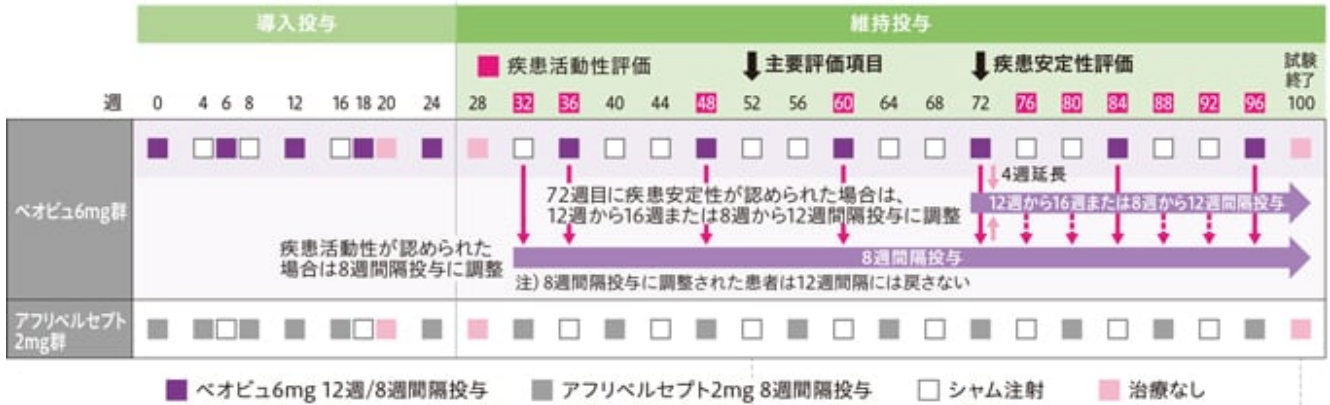 導入投与 維持投与
疾患活動性評価 主要評価項目 疾患安定性評価 試験
終了
週 0 4 6 8 12 16 18 20 24 28 32 36 40 44 48 52 56 60 64 68 72 76 80 84 88 92 96 100
4週延長
ベオビュ6mg群
72週目に疾患安定性が認められた場合は、
12週から16週または8週から12週間隔投与に調整
12週から16週または8週から12週間隔投与
疾患活動性が認められた
場合は8週間隔投与に調整
8週間隔投与
注）8週間隔投与に調整された患者は12週間隔には戻さない
アフリベルセプト
2mg群
ベオビュ6mg 12週/8週間隔投与 アフリベルセプト2mg 8週間隔投与 シャム注射 治療なし